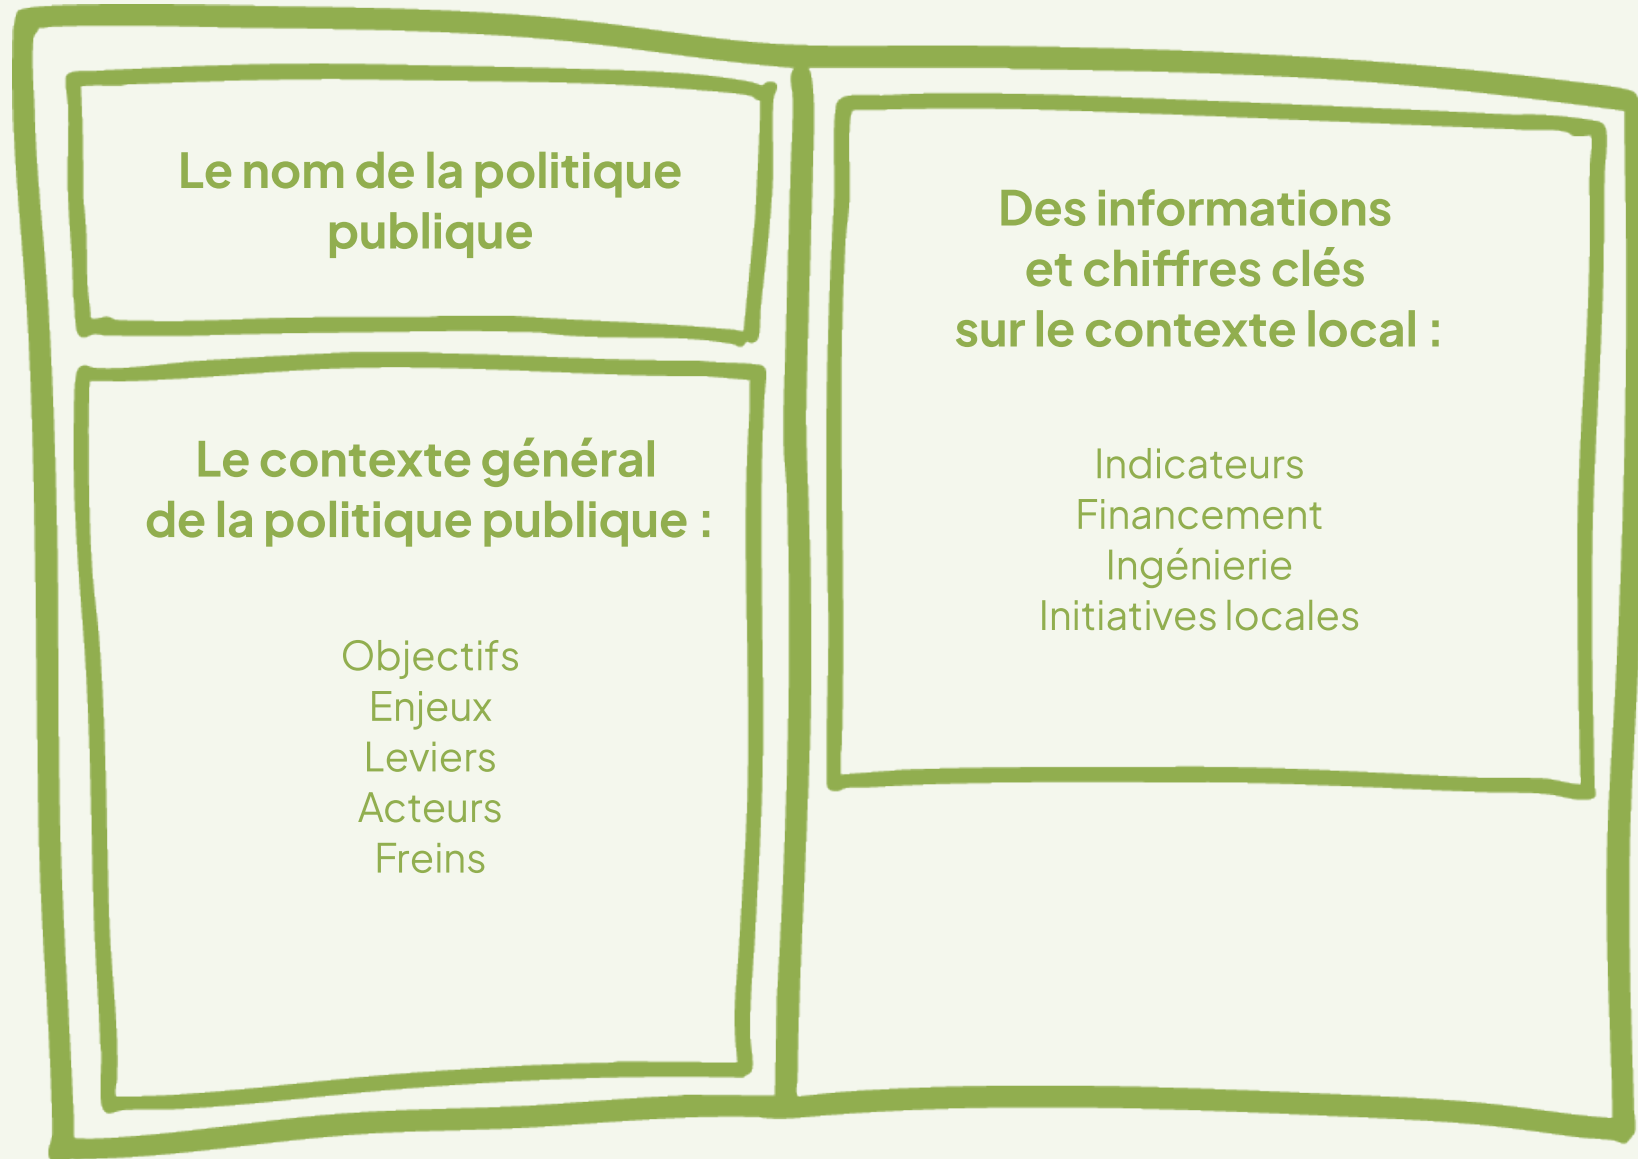 Le nom de la politique
publique
Le contexte général
de la politique publique :
Objectifs
Enjeux
Leviers
Acteurs
Freins
Des informations
et chiffres clés
sur le contexte local :
Indicateurs
Financement
Ingénierie
Initiatives locales